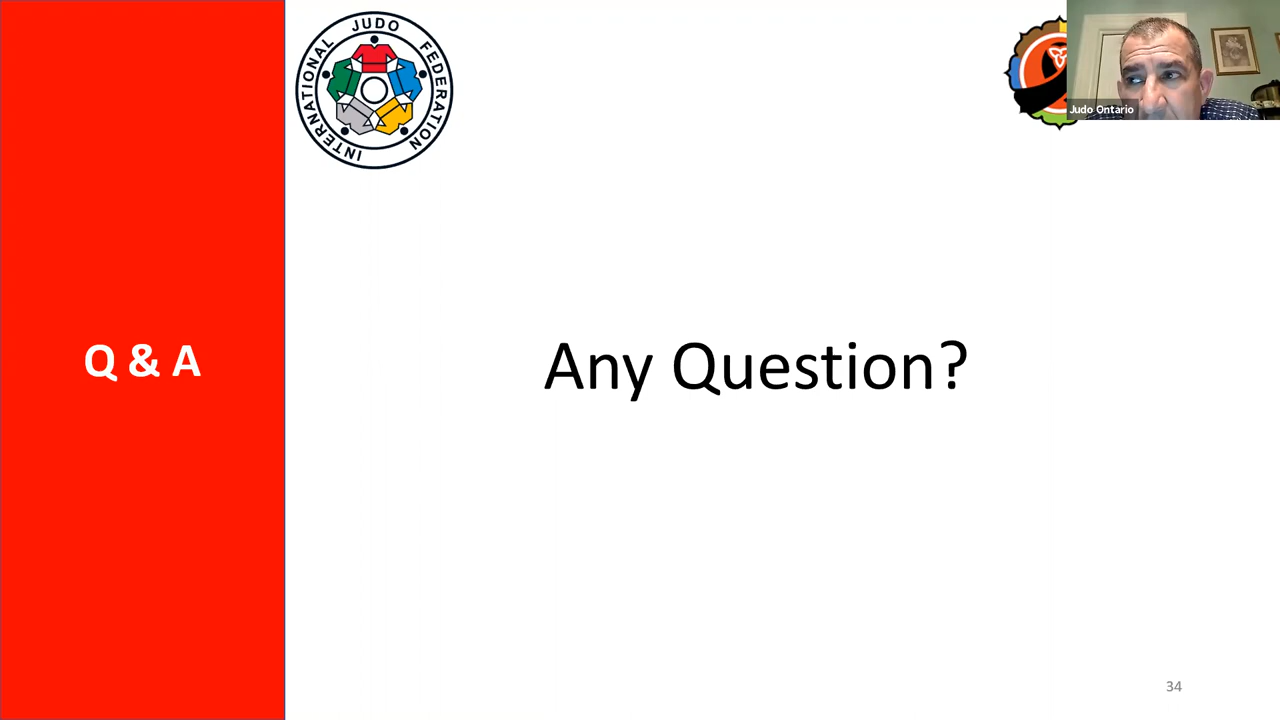 INTERNATIONAL JUDO FEDERATION
Judo Ontario
Q & A
Any Question?
34